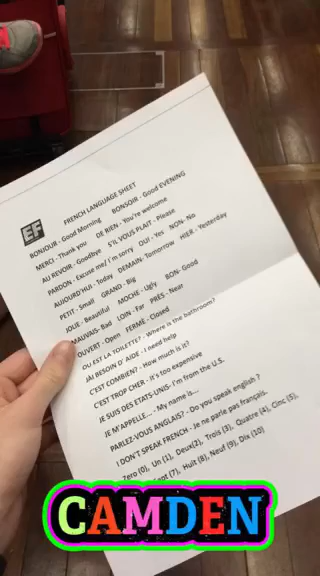 EF
FRENCH LANGUAGE SHEET
BONJOUR - Good Morning BONSOIR - Good EVENING
MERCI - Thank you DE RIEN - You're welcome
AU REVOIR - Goodbye S'IL VOUS PLAIT - Please
PARDON - Excuse me/ I'm sorry OUI - Yes NON - No
AUJOURD'HUI - Today DEMAIN- Tomorrow HIER - Yesterday
PETIT - Small GRAND - Big
JOLIE - Beautiful MOCHE - Ugly BON- Good
MAUVAIS- Bad LOIN - Far PRES - Near
OUVERT - Open FERMÉ - Closed
OU EST LA TOILETTE? - Where is the bathroom?
JÁI BESOIN D' AIDE - I need help
C'EST COMBIEN? - How much is it?
C'EST TROP CHER - It's too expensive
JE SUIS DES ETATS-UNIS- I'm from the U.S.
JE M'APPELLE... - My name is...
PARLEZ-VOUS ANGLAIS? - Do you speak english ?
I DON'T SPEAK FRENCH - Je ne parle pas français.
Zero (0), Un (1), Deux(2), Trois (3), Quatre (4), Cinc (5),
(7), Huit (8), Neuf (9), Dix (10)
CAMDEN